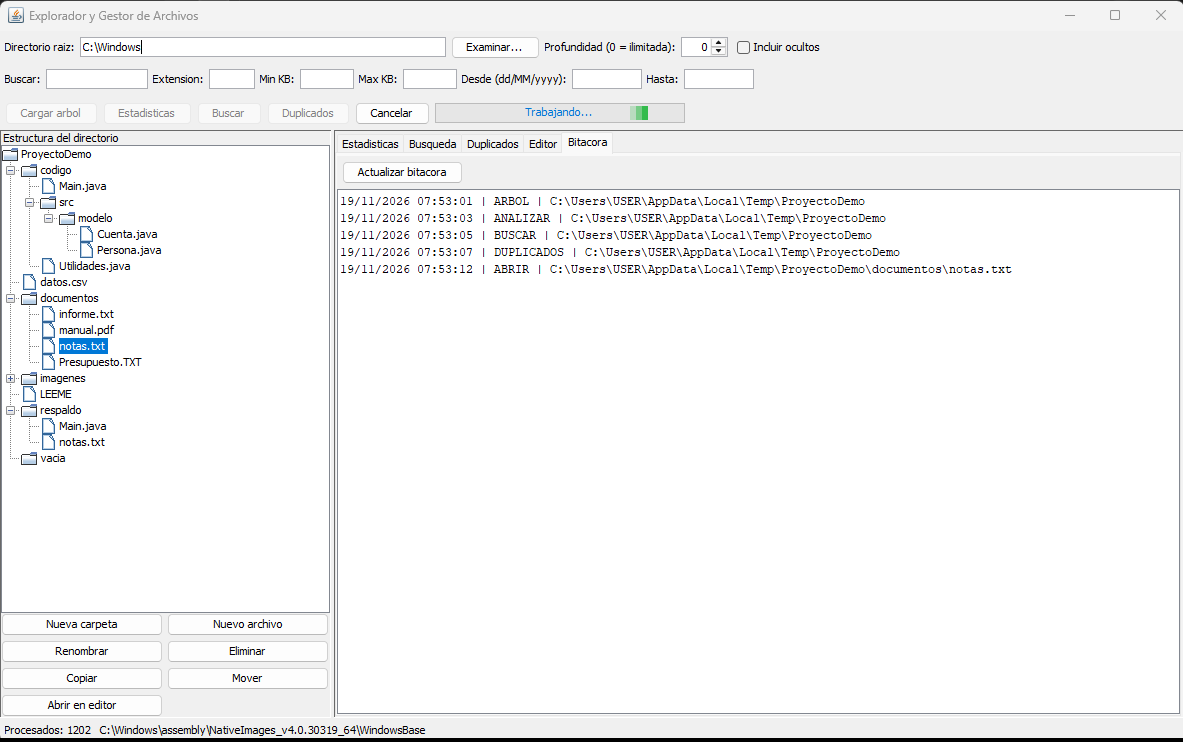 Explorador y Gestor de Archivos
Directorio raiz: C:\Windows Examinar... Profundidad (0 = ilimitada): 0 Incluir ocultos
Buscar: Extension: Min KB: Max KB: Desde (dd/MM/yyyy): Hasta:
Cargar arbol Estadisticas Buscar Duplicados Cancelar Trabajando...
Estructura del directorio
ProyectoDemo
codigo
Main.java
src
modelo
Cuenta.java
Persona.java
Utilidades.java
datos.csv
documentos
informe.txt
manual.pdf
notas.txt
Presupuesto.TXT
imagenes
LEEME
respaldo
Main.java
notas.txt
vacia
Nueva carpeta Nuevo archivo
Renombrar Eliminar
Copiar Mover
Abrir en editor
Estadisticas Busqueda Duplicados Editor Bitacora
Actualizar bitacora
19/11/2026 07:53:01 | ARBOL | C:\Users\USER\AppData\Local\Temp\ProyectoDemo
19/11/2026 07:53:03 | ANALIZAR | C:\Users\USER\AppData\Local\Temp\ProyectoDemo
19/11/2026 07:53:05 | BUSCAR | C:\Users\USER\AppData\Local\Temp\ProyectoDemo
19/11/2026 07:53:07 | DUPLICADOS | C:\Users\USER\AppData\Local\Temp\ProyectoDemo
19/11/2026 07:53:12 | ABRIR | C:\Users\USER\AppData\Local\Temp\ProyectoDemo\documentos\notas.txt
Procesados: 1202 C:\Windows\assembly\NativeImages_v4.0.30319_64\WindowsBase